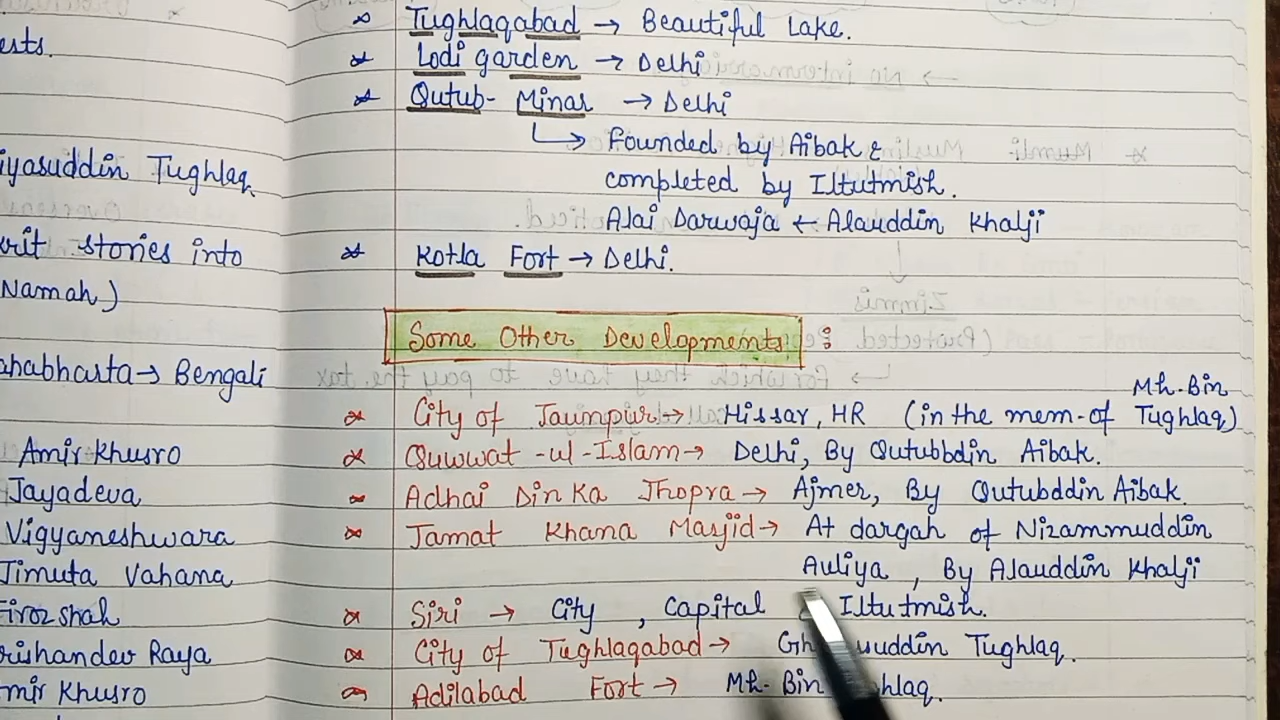 ests.
iyasuddin Tughlaq
krit stories into
Namah)
ahabharta → Bengali
Amir Khusro
Jayadeva
Vigyaneshwara
Jimuta Vahana
Firoz shah
rishandev Raya
mir Khusro
* Tughlaqabad → Beautiful Lake.
* Lodi garden → Delhi
* Qutub- Minar → Delhi
↳ Founded by Aibak &
completed by Iltutmish.
Alai Darwaja ← Alauddin Khalji
* Kotla Fort → Delhi.
Some Other Developments :
Mh. Bin
* City of Jaunpur → Hissar, HR (in the mem- of Tughlaq)
* Quwwat -ul- Islam → Delhi, By Qutubbdin Aibak.
* Adhai Din Ka Jhopra → Ajmer, By Qutubddin Aibak.
* Jamat Khana Masjid → At dargah of Nizammuddin
Auliya , By Alauddin Khalji
* Siri → City , Capital Iltutmish.
* City of Tughlaqabad → Tughlaq.
* Adilabad Fort → Mh. Bin